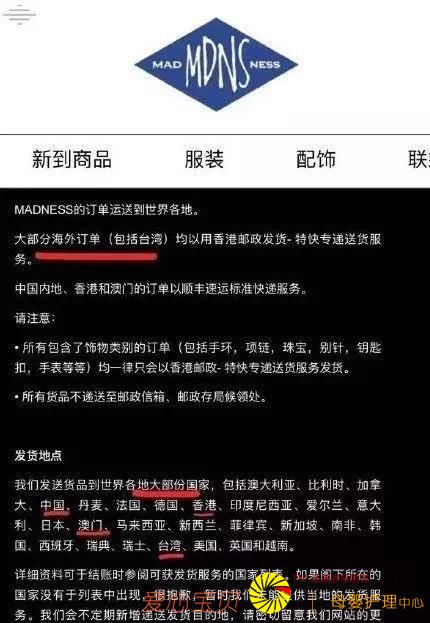 MAD MDNS NESS
新到商品 服装 配饰 联
MADNESS的订单运送到世界各地。
大部分海外订单（包括台湾）均以用香港邮政发货- 特快专递送货服
务。
中国内地、香港和澳门的订单以顺丰速运标准快递服务。
请注意：
• 所有包含了饰物类别的订单（包括手环，项链，珠宝，别针，钥匙
扣，手表等等）均一律只会以香港邮政- 特快专递送货服务发货。
• 所有货品不递送至邮政信箱、邮政存局候领处。
发货地点
我们发送货品到世界各地大部份国家，包括澳大利亚、比利时、加拿
大、中国、丹麦、法国、德国、香港、印度尼西亚、爱尔兰、意大
利、日本、澳门、马来西亚、新西兰、菲律宾、新加坡、南非、韩
国、西班牙、瑞典、瑞士、台湾、美国、英国和越南。
详细资料可于结账时参阅可获发货服务的国家列表，如果阁下所在的
国家没有于列表中出现，很抱歉，暂时我们未能提供当地的发货服
务。我们会不定期新增递送发货目的地，请密切留意我们网站的更
爱心宝贝 母婴护理中心